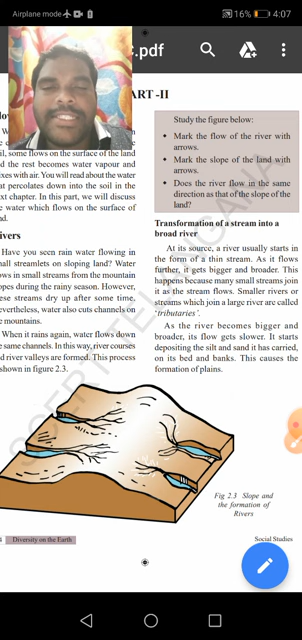 Airplane mode
16%
4:07
.pdf
ART -II
flows on the surface of the land
d the rest becomes water vapour and
xes with air. You will read about the water
at percolates down into the soil in the
xt chapter. In this part, we will discuss
e water which flows on the surface of
nd.
ivers
Have you seen rain water flowing in
all streamlets on sloping land? Water
ws in small streams from the mountain
opes during rainy season. However,
ese streams dry up after some time.
evertheless, water also cuts channels on
e mountains.
When it rains again, water flows down
e same channels. In this way, river courses
d river valleys are formed. This process
shown in figure 2.3.
Study the figure below:
• Mark the flow of the river with
arrows.
• Mark the slope of the land with
arrows.
• Does the river flow in the same
direction as that of the slope of the
land?
Transformation of a stream into a
broad river
At its source, a river usually starts in
the form of a thin stream. As it flows
further, it gets bigger and broader. This
happens because many small streams join
it as the stream flows. Smaller rivers or
streams which join a large river are called
'tributaries'.
As the river becomes bigger and
broader, its flow gets slower. It starts
depositing the silt and sand it has carried,
on its bed and banks. This causes the
formation of plains.
Fig 2.3 Slope and
the formation of
Rivers
Diversity on the Earth
Social Studies